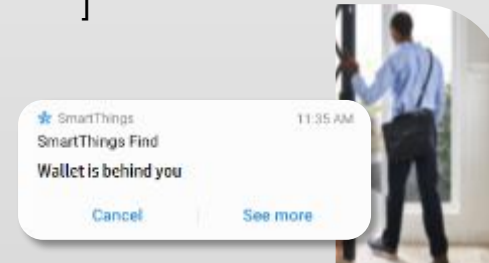 ]
SmartThings 11:35 AM
SmartThings Find
Wallet is behind you
Cancel See more